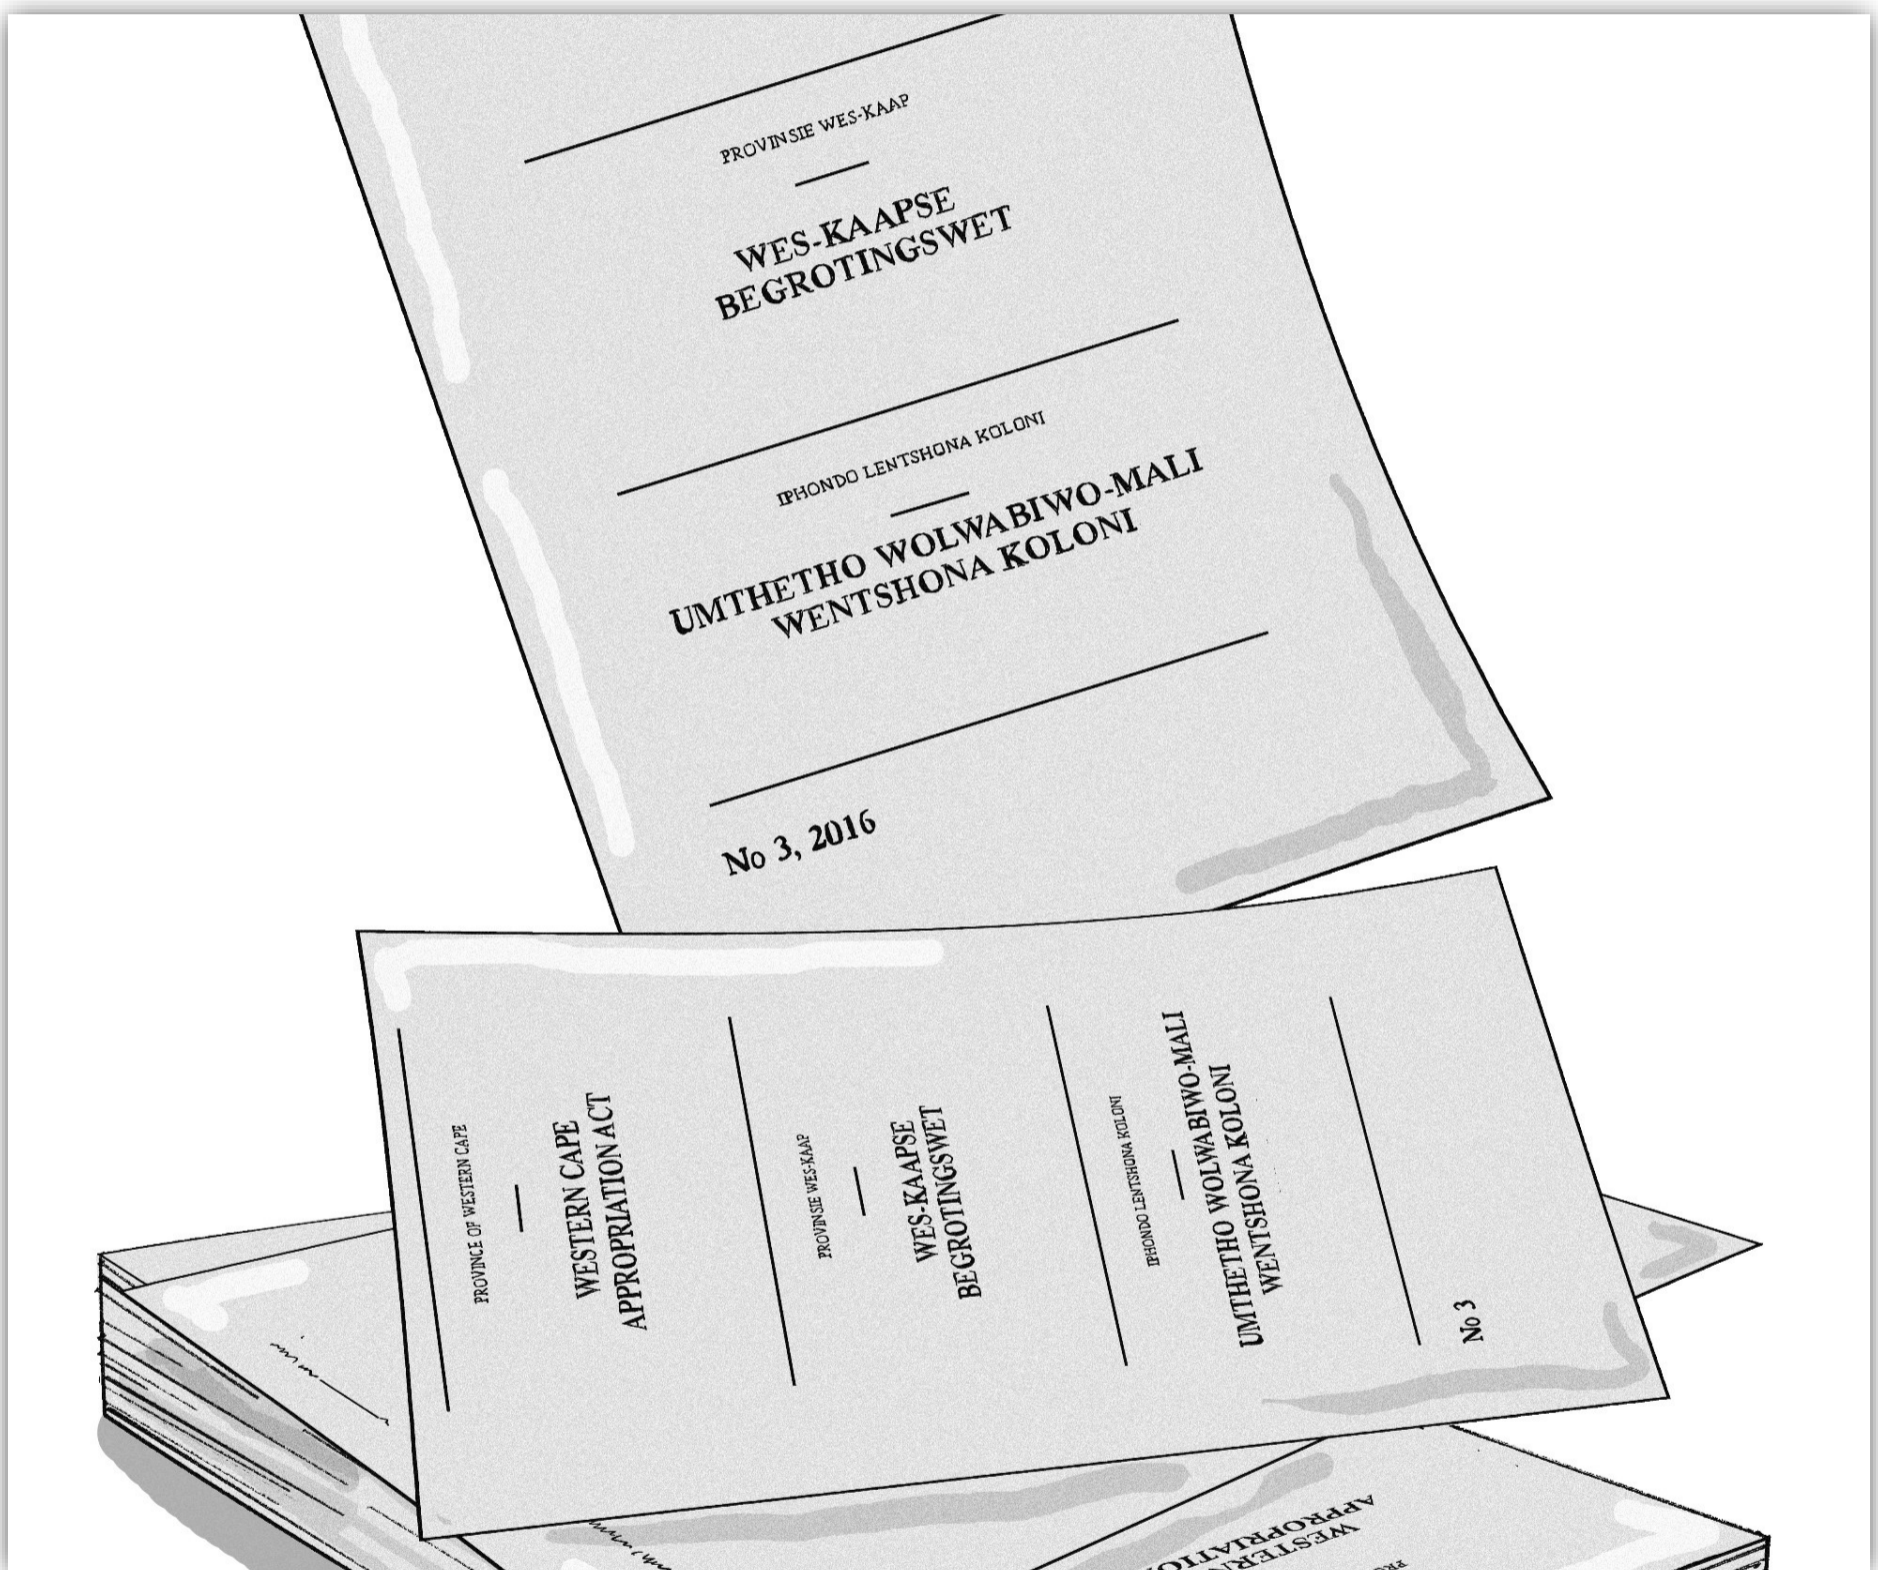 PROVINSIE WES-KAAP
WES-KAAPSE
BEGROTINGSWET
IPHONDO LENTSHONA KOLONI
UMTHETHO WOLWABIWO-MALI
WENTSHONA KOLONI
No 3, 2016
PROVINCE OF WESTERN CAPE
WESTERN CAPE
APPROPRIATION ACT
PROVINSIE WES-KAAP
WES-KAAPSE
BEGROTINGSWET
IPHONDO LENTSHONA KOLONI
UMTHETHO WOLWABIWO-MALI
WENTSHONA KOLONI
No 3
WESTERN